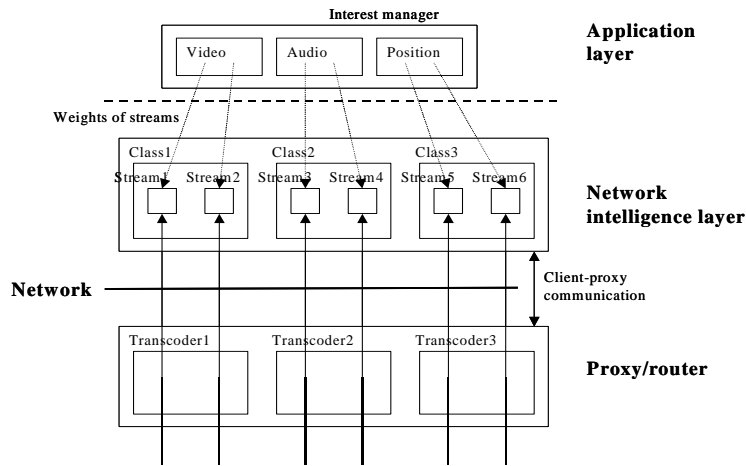 Interest manager
Application
layer
Video
Audio
Position
Weights of streams
Class1
Class2
Class3
Stream1
Stream2
Stream3
Stream4
Stream5
Stream6
Network
intelligence layer
Client-proxy
communication
Network
Transcoder1
Transcoder2
Transcoder3
Proxy/router